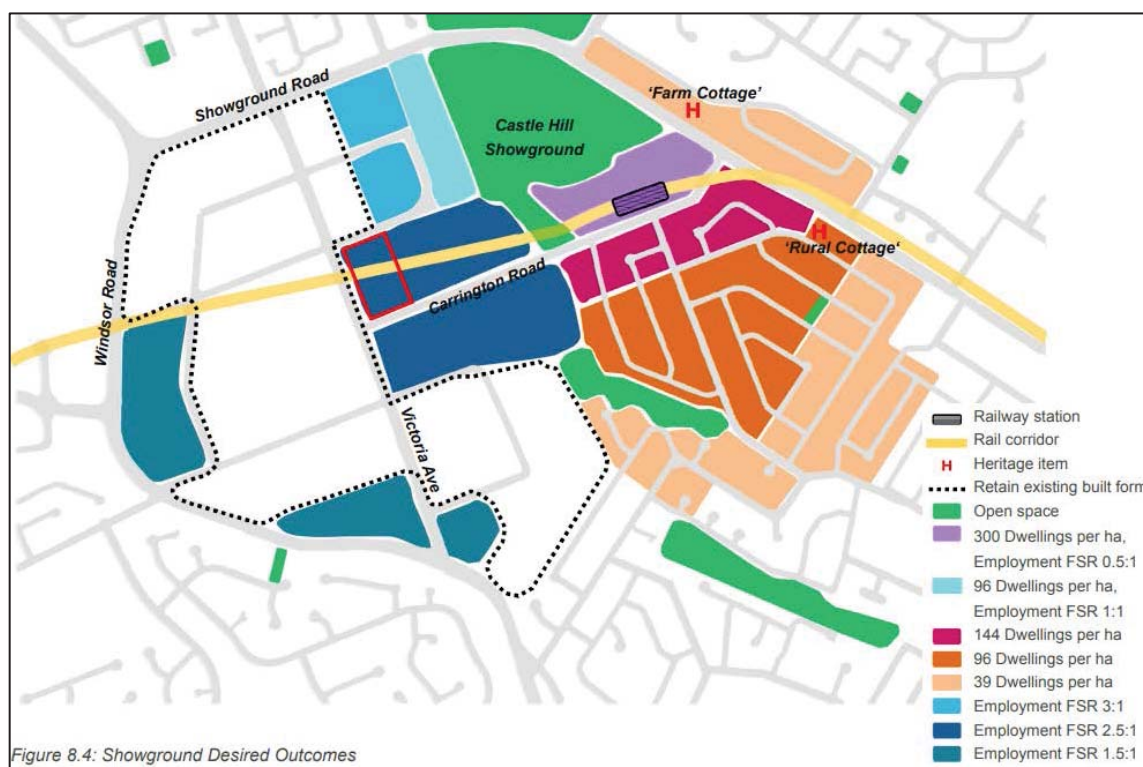 Showground Road
'Farm Cottage'
H
Castle Hill
Showground
H
'Rural Cottage'
Carrington Road
Windsor Road
Victoria Ave
Railway station
Rail corridor
H Heritage item
Retain existing built form
Open space
300 Dwellings per ha,
Employment FSR 0.5:1
96 Dwellings per ha,
Employment FSR 1:1
144 Dwellings per ha
96 Dwellings per ha
39 Dwellings per ha
Employment FSR 3:1
Employment FSR 2.5:1
Employment FSR 1.5:1
Figure 8.4: Showground Desired Outcomes